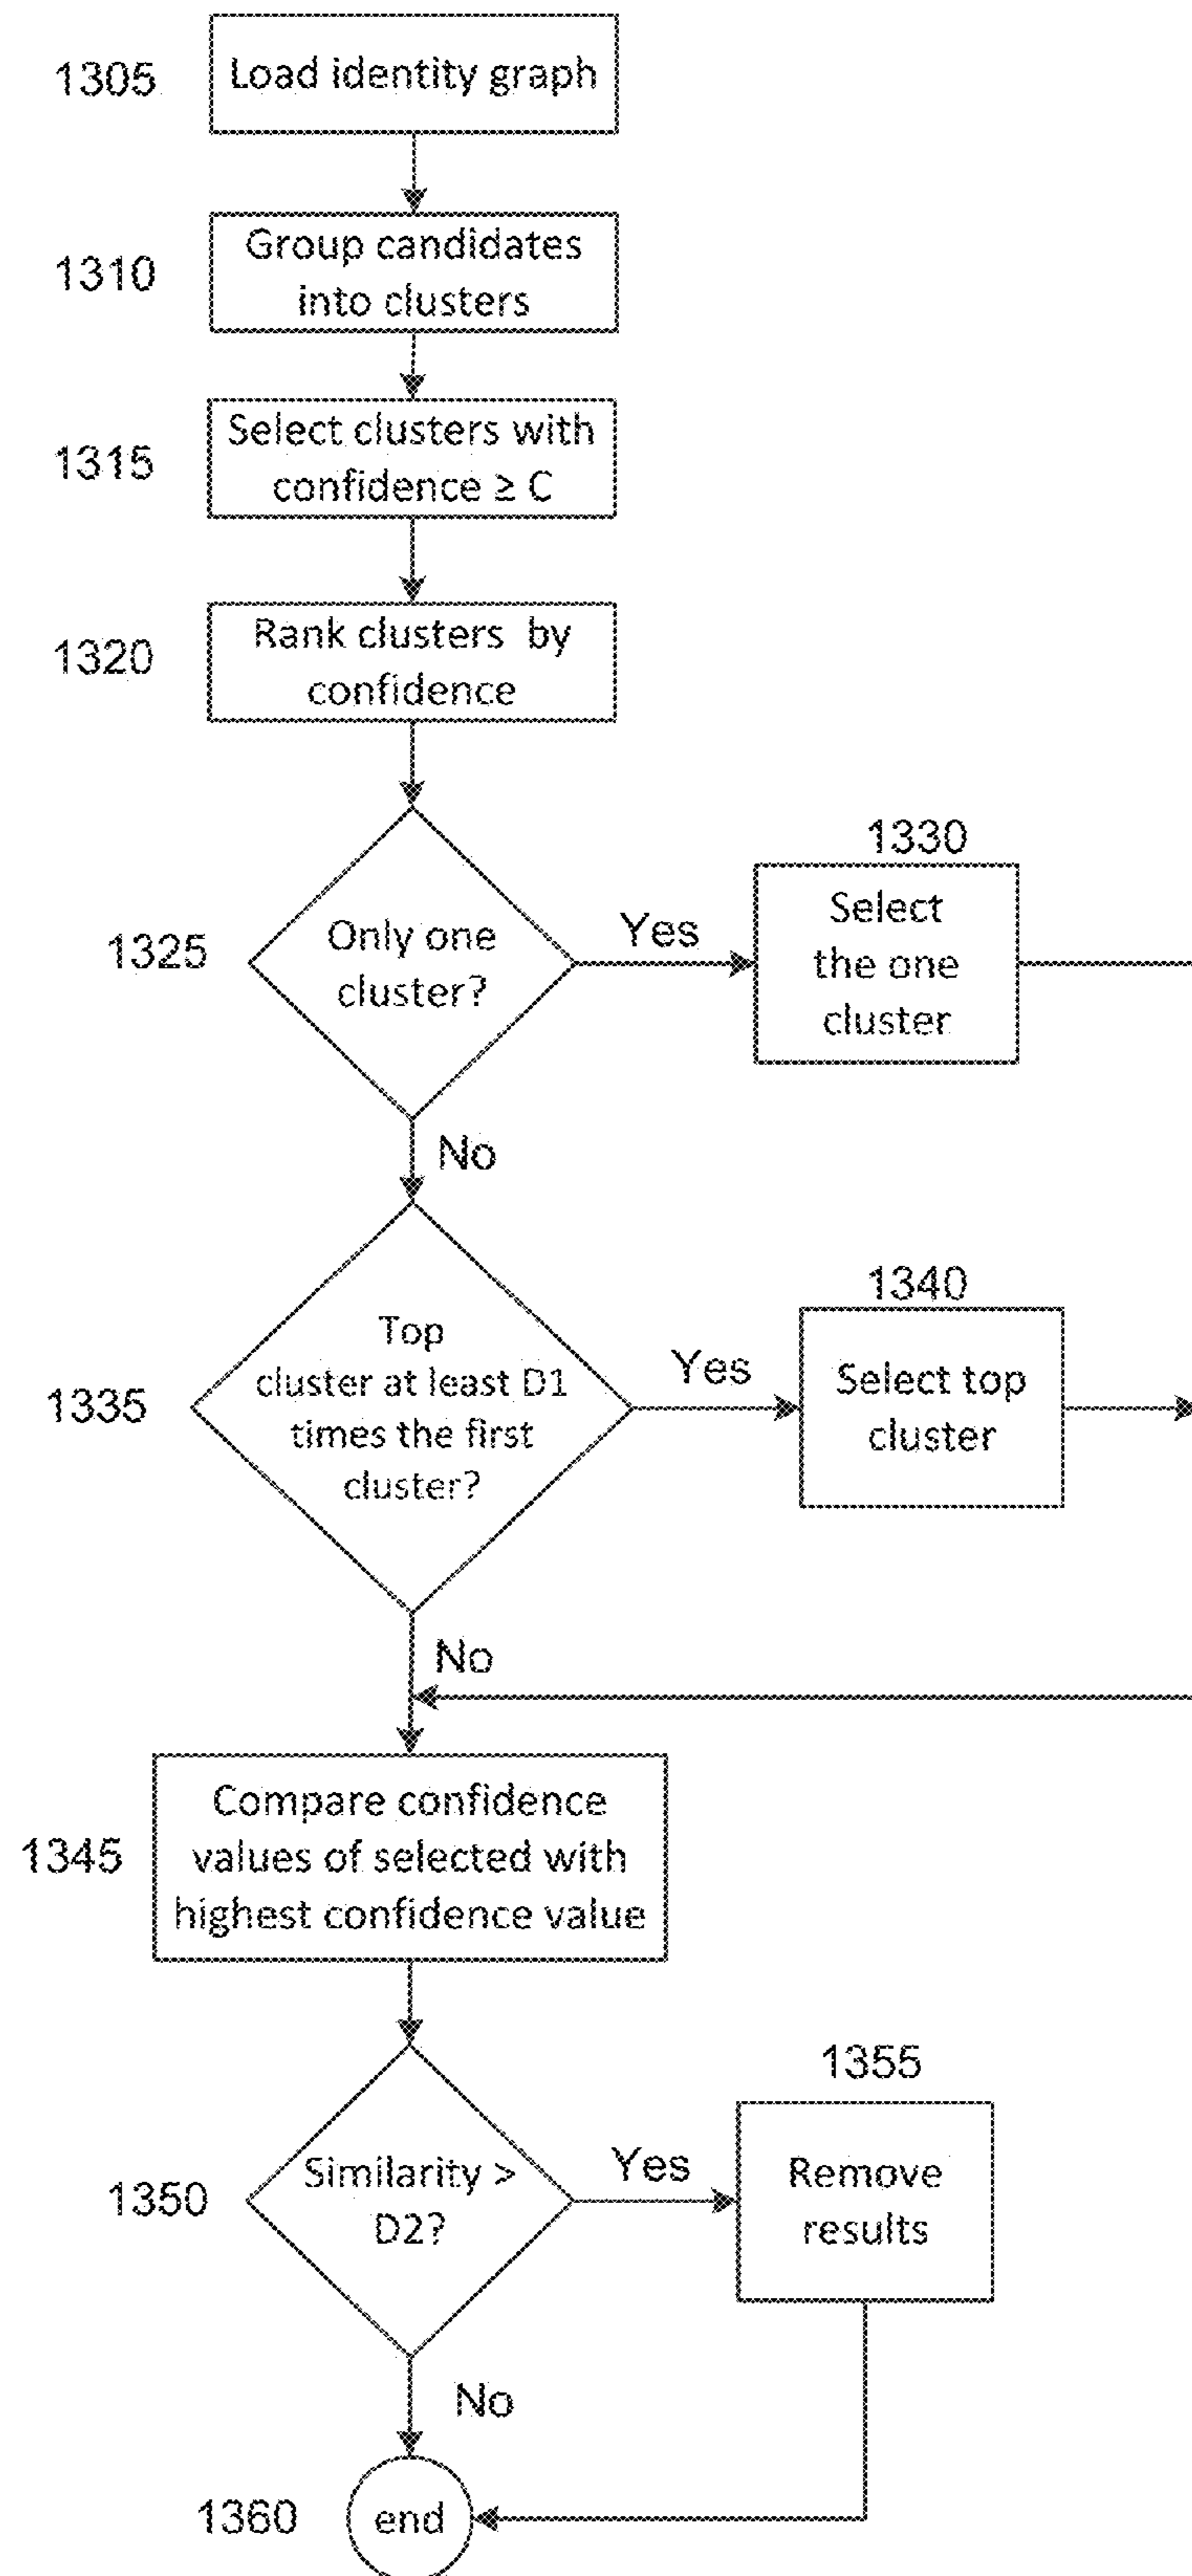 1305
Load identity graph
1310
Group candidates
into clusters
1315
Select clusters with
confidence ≥ C
1320
Rank clusters by
confidence
1325
Only one
cluster?
Yes
1330
Select
the one
cluster
No
1335
Top
cluster at least D1
times the first
cluster?
Yes
1340
Select top
cluster
No
1345
Compare confidence
values of selected with
highest confidence value
1350
Similarity >
D2?
Yes
1355
Remove
results
No
1360
end